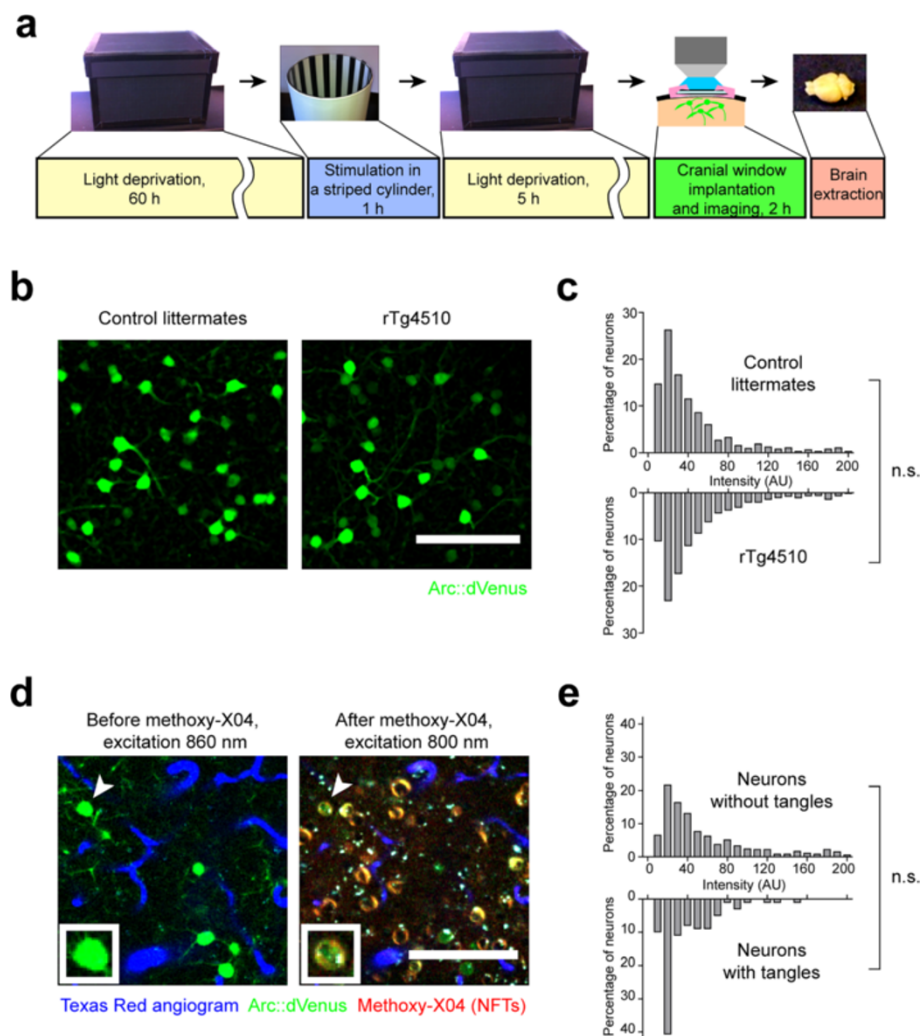 a
Light deprivation,
60 h
Stimulation in
a striped cylinder,
1 h
Light deprivation,
5 h
Cranial window
implantation
and imaging, 2 h
Brain
extraction
b
Control littermates
rTg4510
Arc::dVenus
c
Percentage of neurons
30
20
10
0
Control
littermates
0 40 80 120 160 200
Intensity (AU)
n.s.
Percentage of neurons
0
10
20
30
rTg4510
d
Before methoxy-X04,
excitation 860 nm
After methoxy-X04,
excitation 800 nm
Texas Red angiogram Arc::dVenus Methoxy-X04 (NFTs)
e
Percentage of neurons
40
30
20
10
0
Neurons
without tangles
0 40 80 120 160 200
Intensity (AU)
n.s.
Percentage of neurons
0
10
20
30
40
Neurons
with tangles